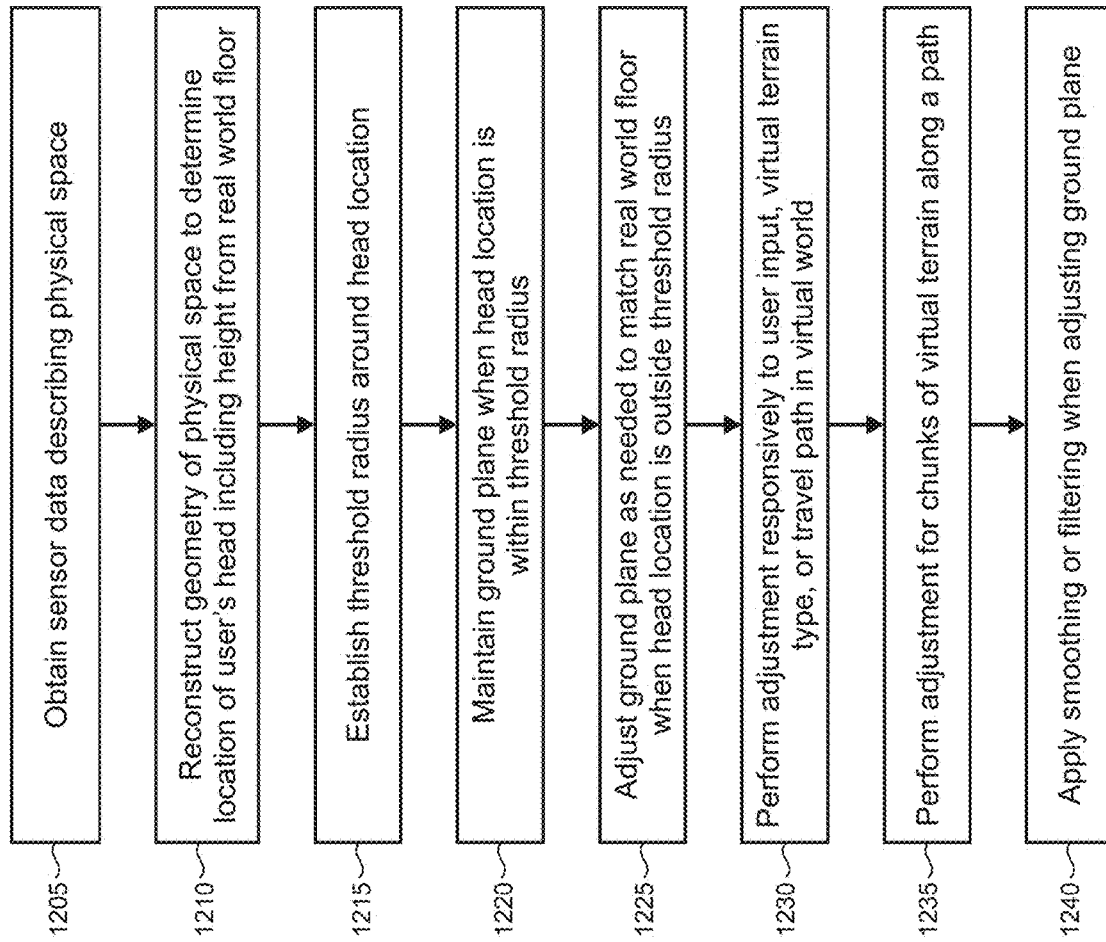 1205
Obtain sensor data describing physical space
1210
Reconstruct geometry of physical space to determine
location of user's head including height from real world floor
1215
Establish threshold radius around head location
1220
Maintain ground plane when head location is
within threshold radius
1225
Adjust ground plane as needed to match real world floor
when head location is outside threshold radius
1230
Perform adjustment responsively to user input, virtual terrain
type, or travel path in virtual world
1235
Perform adjustment for chunks of virtual terrain along a path
1240
Apply smoothing or filtering when adjusting ground plane